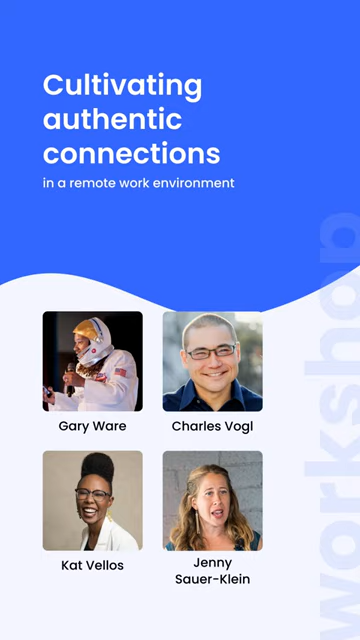 Cultivating
authentic
connections
in a remote work environment
workshop
Gary Ware
Charles Vogl
Kat Vellos
Jenny
Sauer-Klein